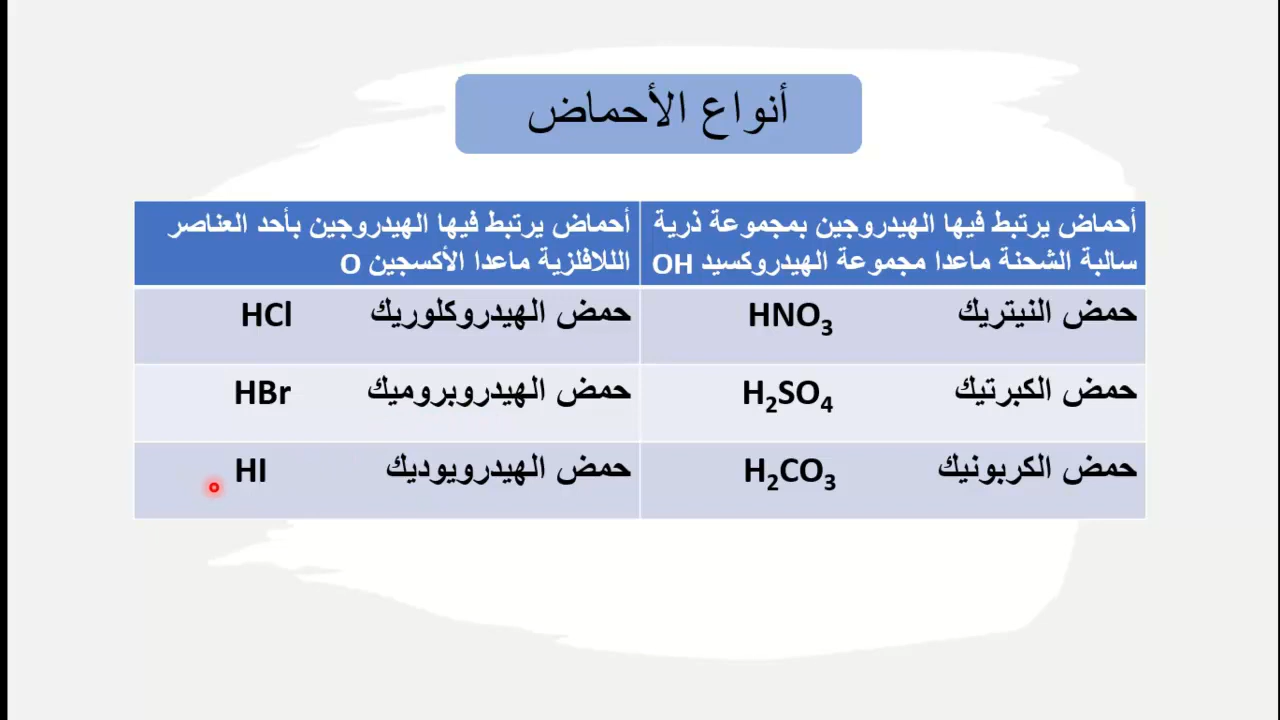 أنواع الأحماض
أحماض يرتبط فيها الهيدروجين بمجموعة ذرية
سالبة الشحنة ماعدا مجموعة الهيدروكسيد OH
أحماض يرتبط فيها الهيدروجين بأحد العناصر
الللافلزية ماعدا الأكسجين O
حمض النيتريك HNO₃
حمض الهيدروكلوريك HCl
حمض الكبرتيك H₂SO₄
حمض الهيدروبروميك HBr
حمض الكربونيك H₂CO₃
حمض الهيدرويوديك HI